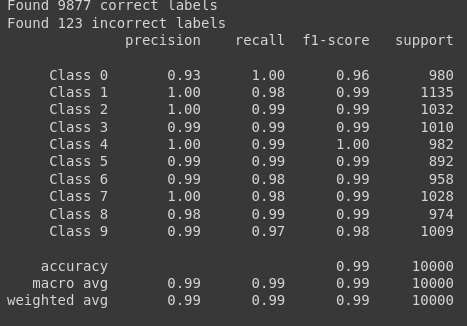 Found 9877 correct labels
Found 123 incorrect labels
precision recall f1-score support
Class 0 0.93 1.00 0.96 980
Class 1 1.00 0.98 0.99 1135
Class 2 1.00 0.99 0.99 1032
Class 3 0.99 0.99 0.99 1010
Class 4 1.00 0.99 1.00 982
Class 5 0.99 0.99 0.99 892
Class 6 0.99 0.98 0.99 958
Class 7 1.00 0.98 0.99 1028
Class 8 0.98 0.99 0.99 974
Class 9 0.99 0.97 0.98 1009
accuracy 0.99 10000
macro avg 0.99 0.99 0.99 10000
weighted avg 0.99 0.99 0.99 10000